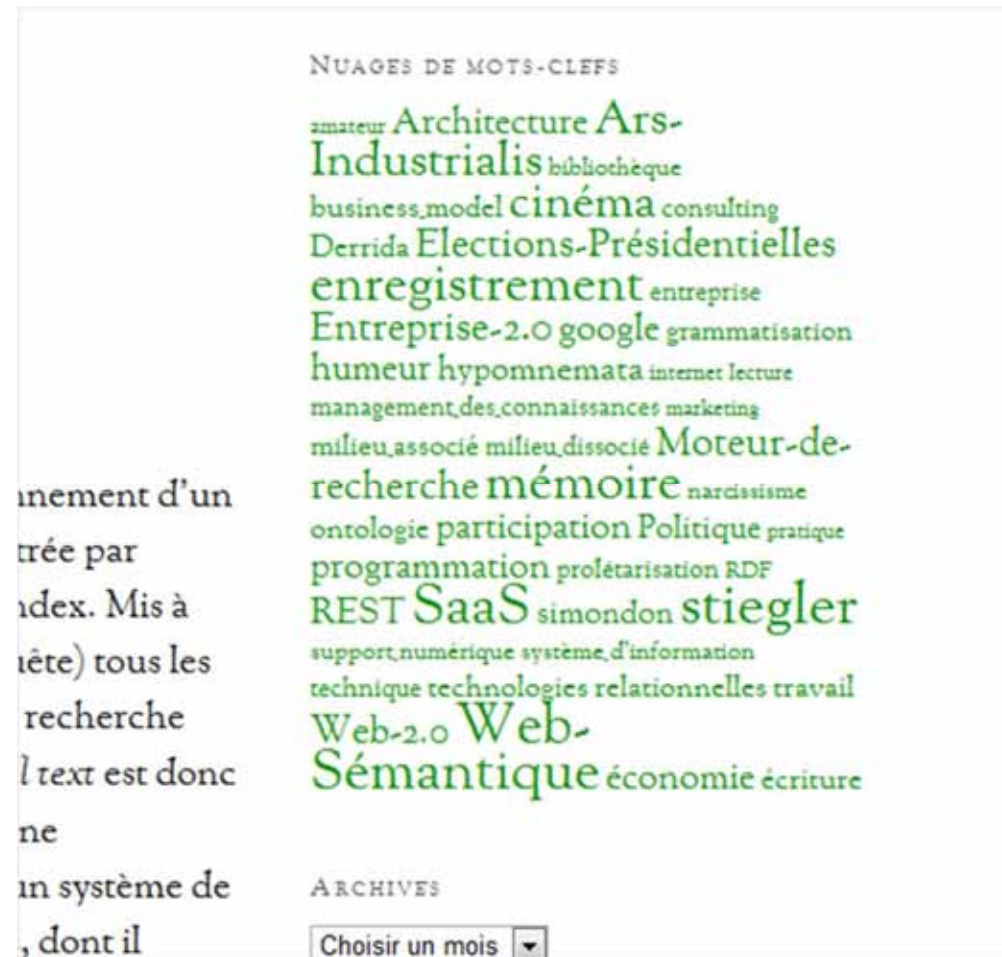 NUAGES DE MOTS-CLEFS
amateur Architecture Ars-
Industrialis bibliothèque
business_model cinéma consulting
Derrida Elections-Présidentielles
enregistrement entreprise
Entreprise-2.0 google grammatisation
humeur hypomnemata internet lecture
management_des_connaissances marketing
milieu_associé milieu_dissocié Moteur-de-
recherche mémoire narcissisme
ontologie participation Politique pratique
programmation prolétarisation RDF
REST SaaS simondon stiegler
support_numérique système_d'information
technique technologies relationnelles travail
Web-2.0 Web-
Sémantique économie écriture
ARCHIVES
Choisir un mois
nnement d'un
trée par
ndex. Mis à
uête) tous les
recherche
l text est donc
ne
un système de
, dont il